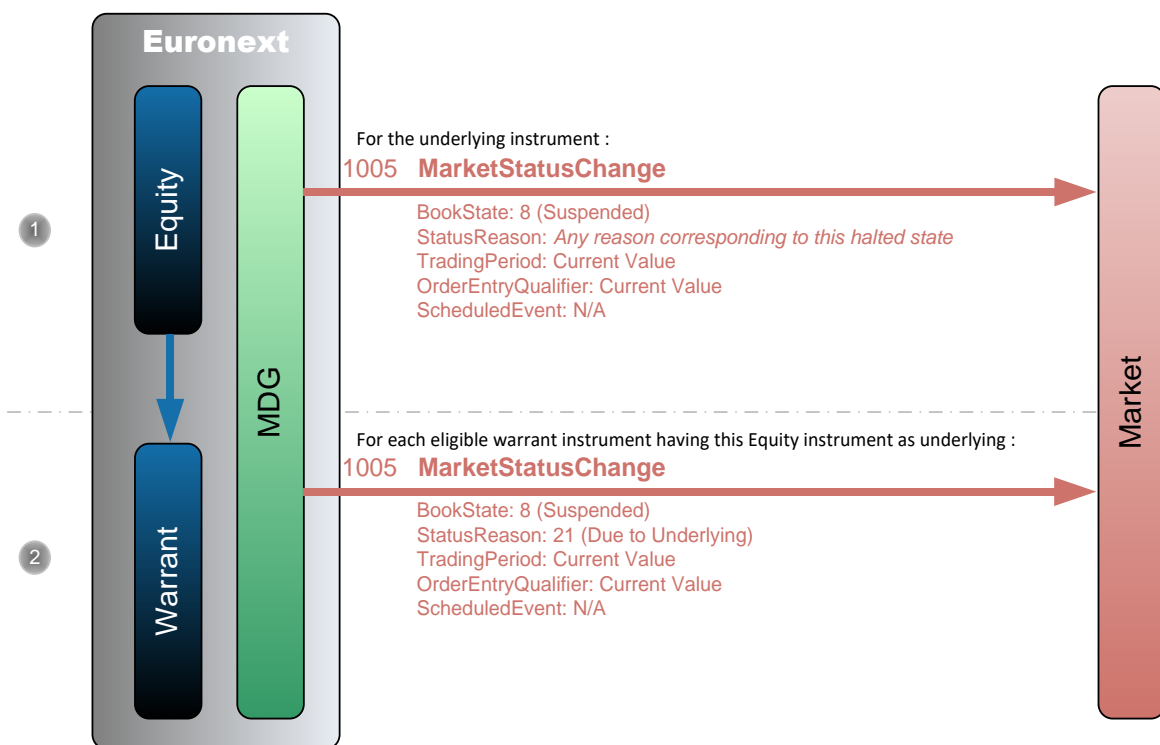 Euronext
Equity
MDG
Market
1
For the underlying instrument :
1005 MarketStatusChange
BookState: 8 (Suspended)
StatusReason: Any reason corresponding to this halted state
TradingPeriod: Current Value
OrderEntryQualifier: Current Value
ScheduledEvent: N/A
2
Warrant
For each eligible warrant instrument having this Equity instrument as underlying :
1005 MarketStatusChange
BookState: 8 (Suspended)
StatusReason: 21 (Due to Underlying)
TradingPeriod: Current Value
OrderEntryQualifier: Current Value
ScheduledEvent: N/A